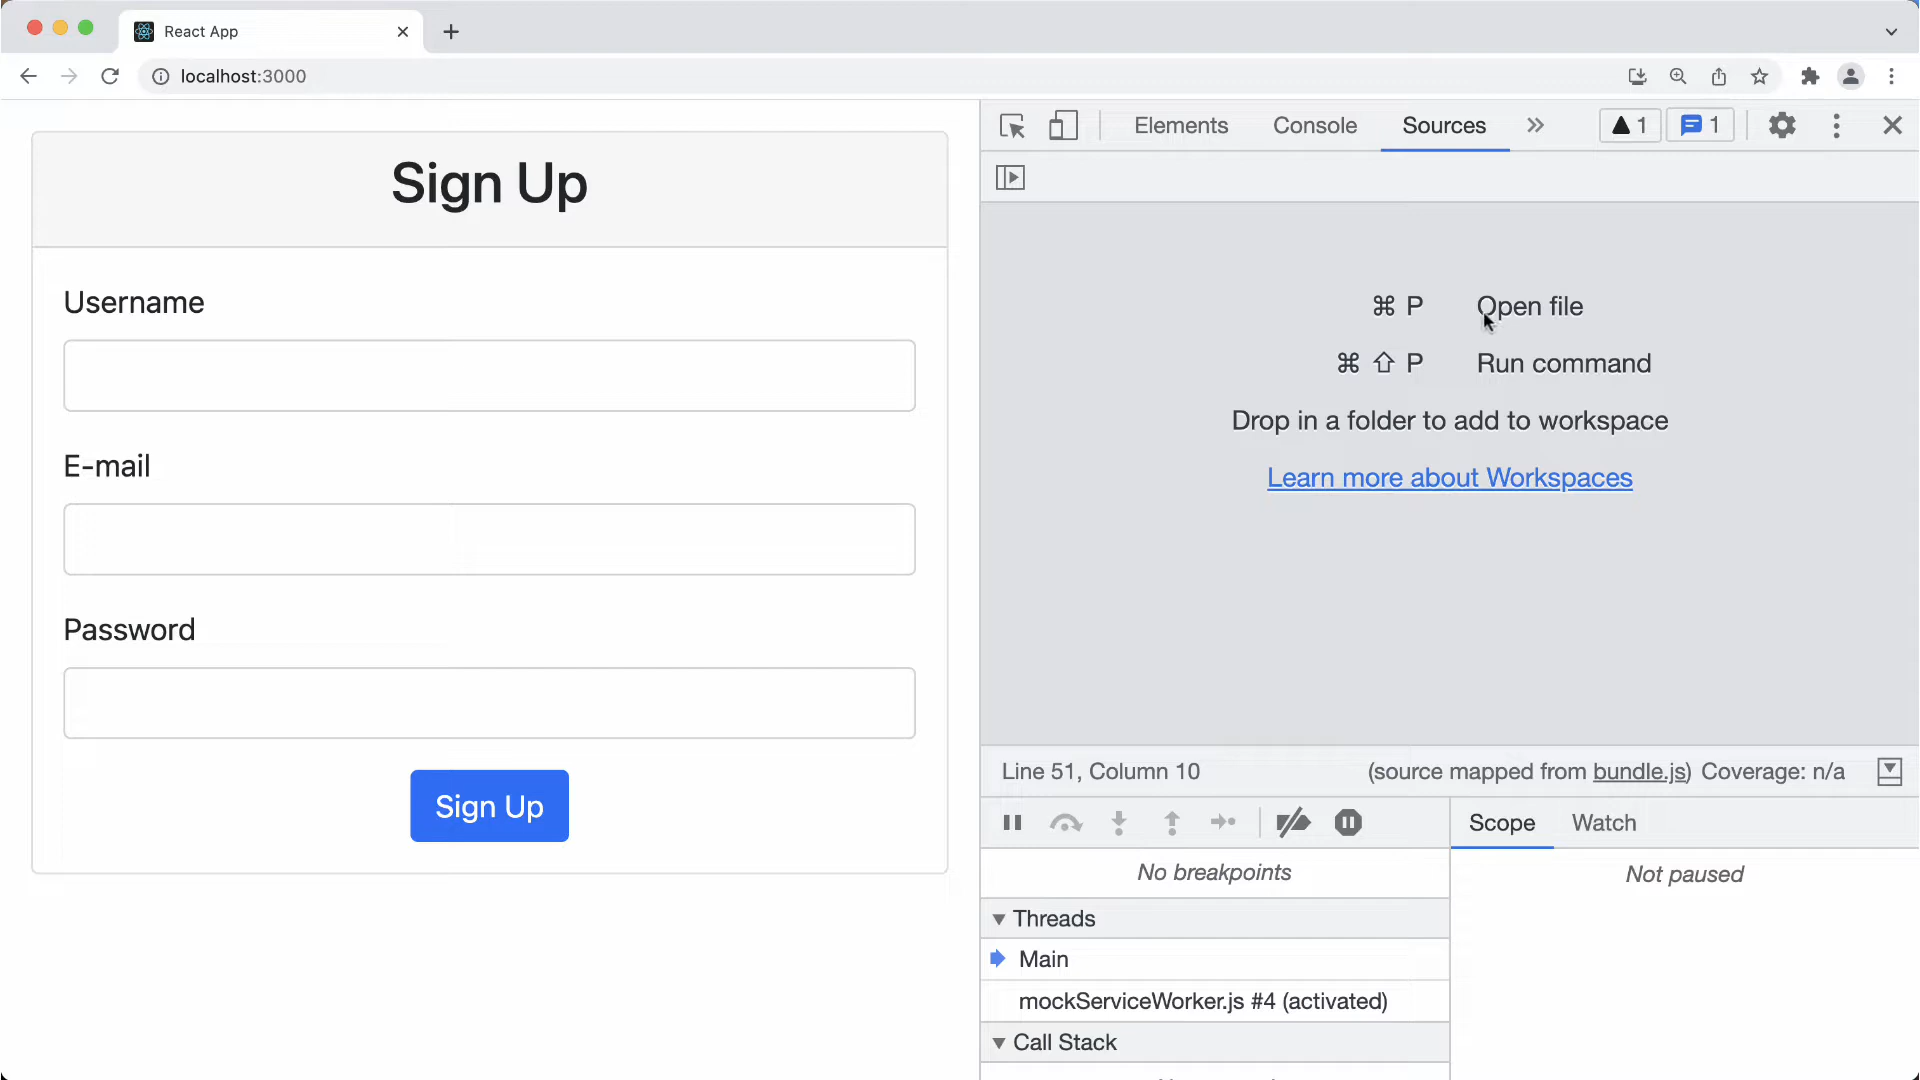 React App
localhost:3000
Elements Console Sources 1 1
Sign Up
Username
E-mail
Password
Sign Up
⌘ P Open file
⌘ ⇧ P Run command
Drop in a folder to add to workspace
Learn more about Workspaces
Line 51, Column 10 (source mapped from bundle.js) Coverage: n/a
Scope Watch
No breakpoints
Not paused
Threads
Main
mockServiceWorker.js #4 (activated)
Call Stack